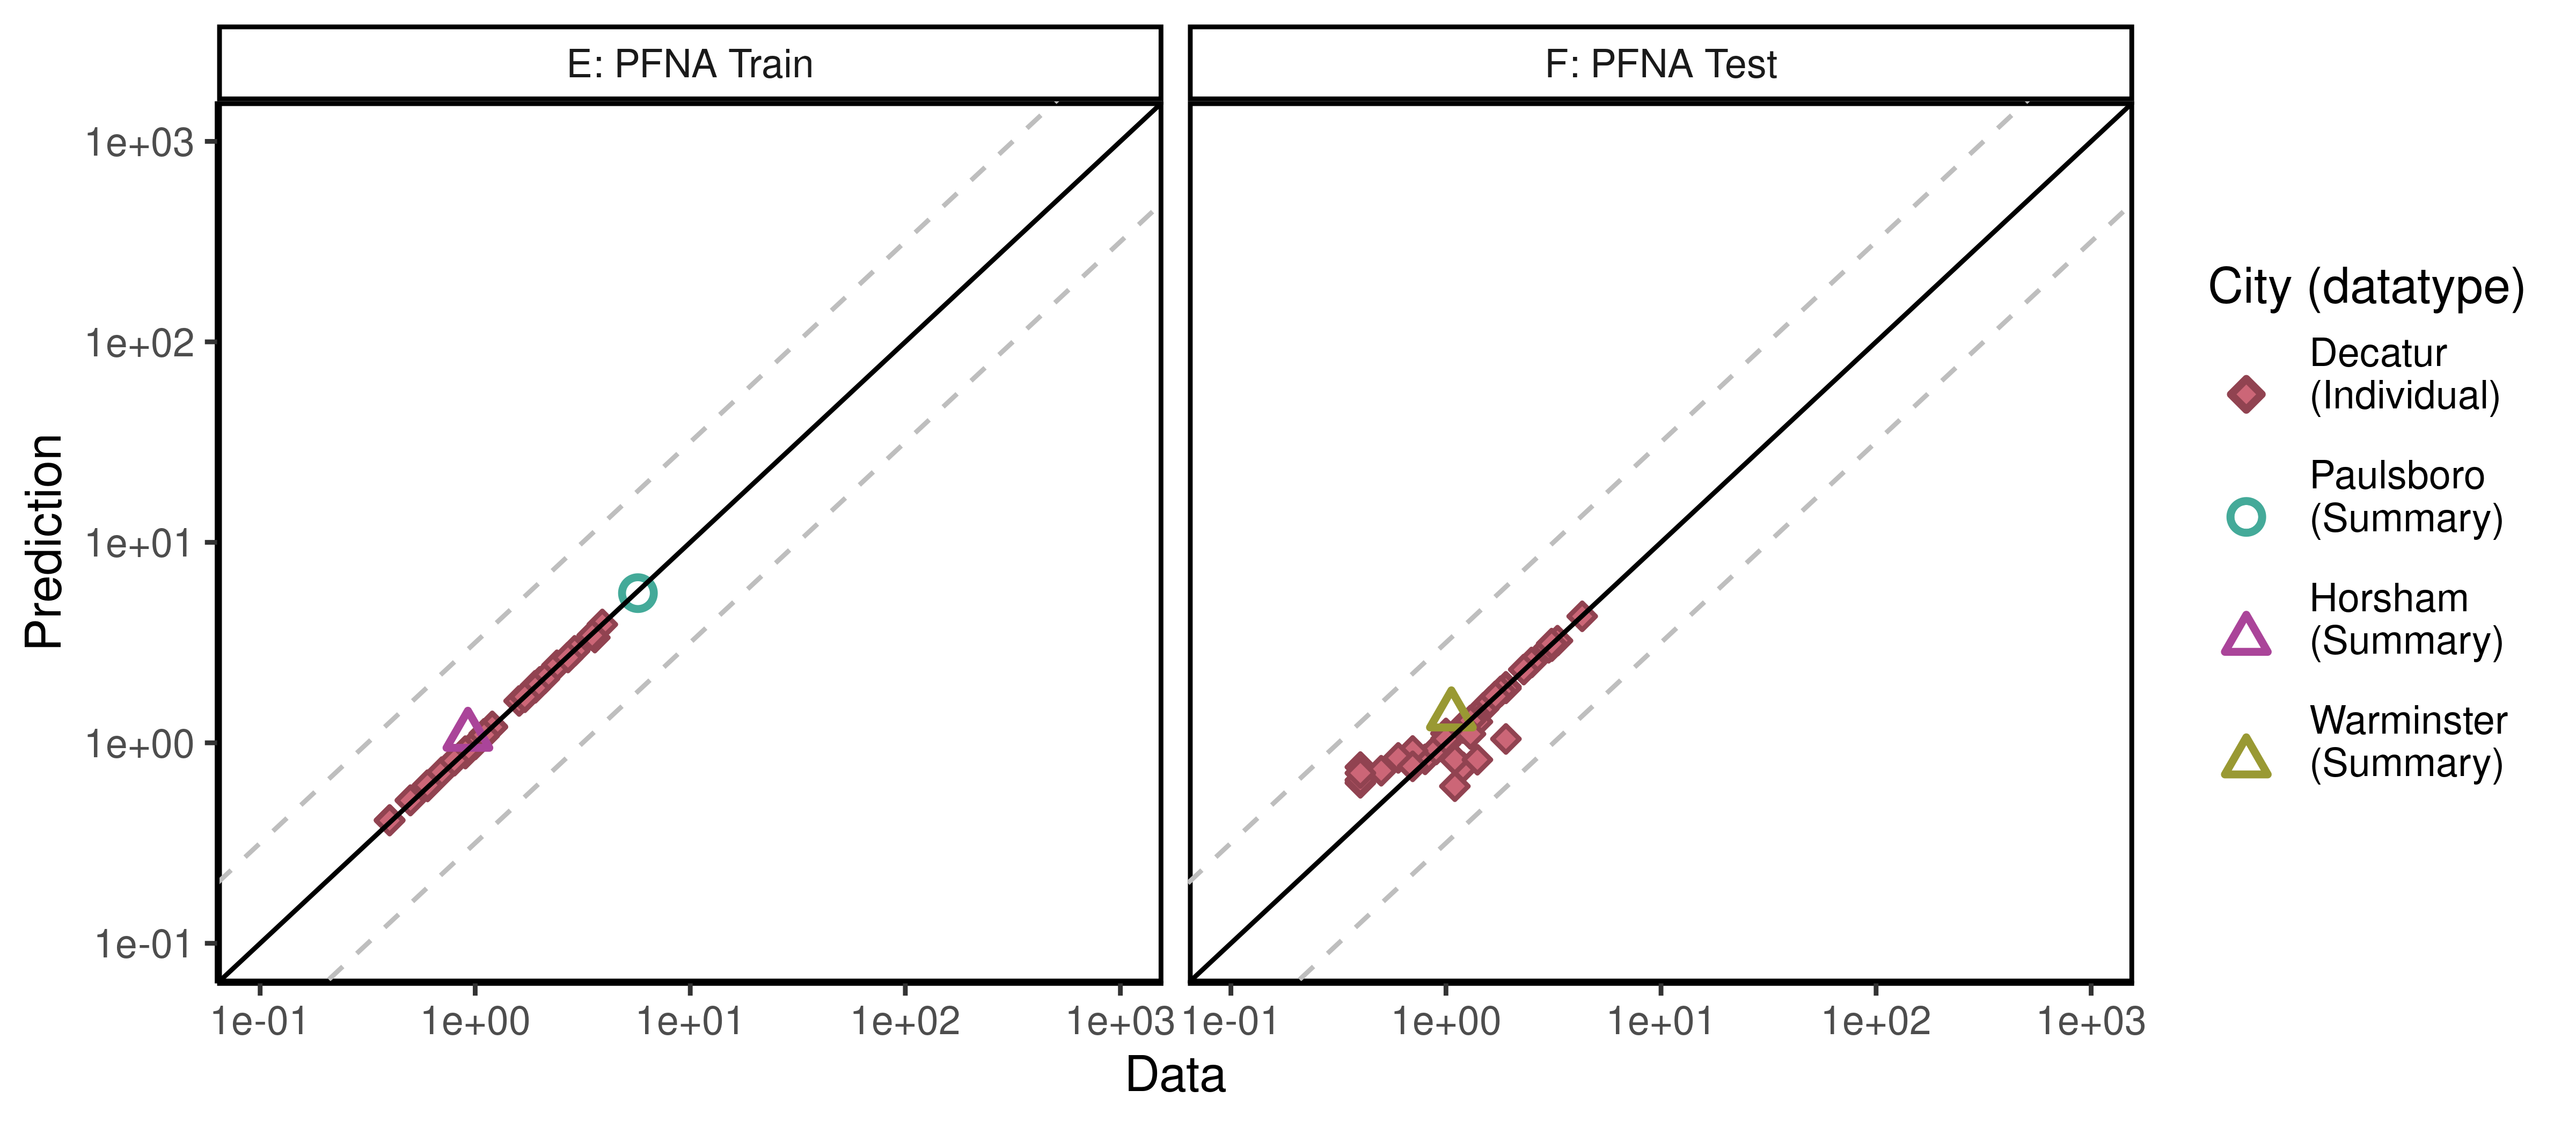 E: PFNA Train
F: PFNA Test
1e+03
1e+02
1e+01
1e+00
1e-01
Prediction
1e-01 1e+00 1e+01 1e+02 1e+03
1e-01 1e+00 1e+01 1e+02 1e+03
Data
City (datatype)
Decatur
(Individual)
Paulsboro
(Summary)
Horsham
(Summary)
Warminster
(Summary)